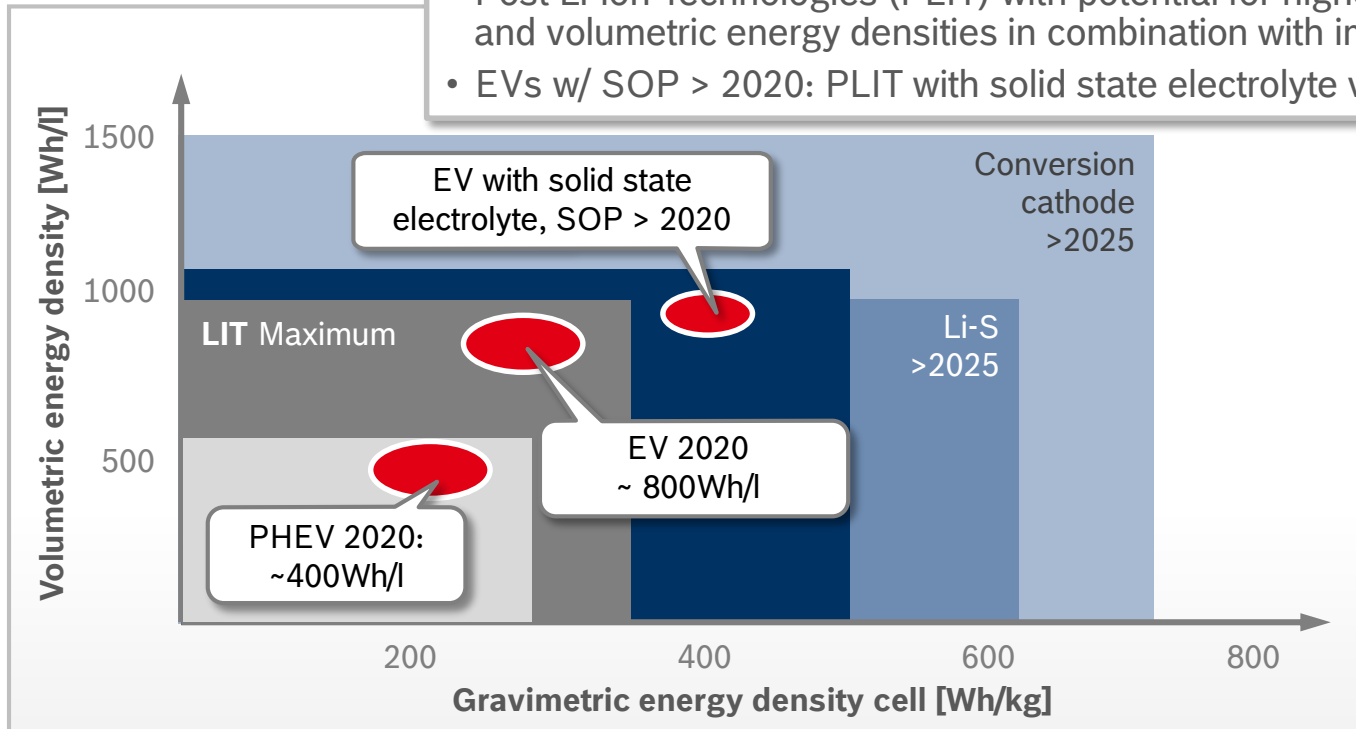 and volumetric energy densities in combination with
• EVs w/ SOP > 2020: PLIT with solid state electrolyte
Volumetric energy density [Wh/l]
1500
1000
500
EV with solid state
electrolyte, SOP > 2020
Conversion
cathode
>2025
LIT Maximum
Li-S
>2025
EV 2020
~ 800Wh/l
PHEV 2020:
~400Wh/l
200 400 600 800
Gravimetric energy density cell [Wh/kg]